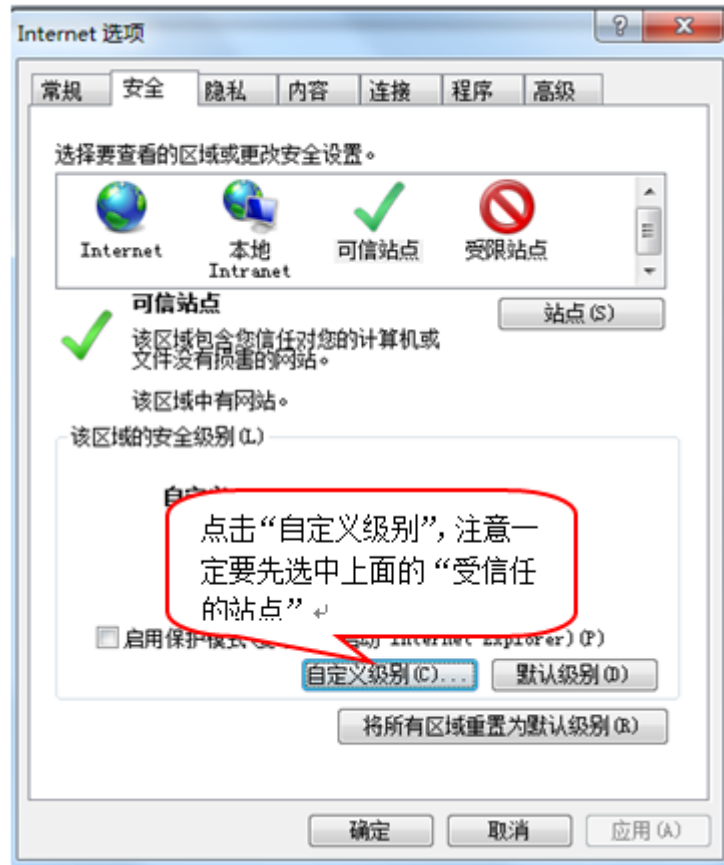 Internet 选项
常规 安全 隐私 内容 连接 程序 高级
选择要查看的区域或更改安全设置。
Internet 本地 可信站点 受限站点
Intranet
可信站点
站点(S)
该区域包含您信任对您的计算机或
文件没有损害的网站。
该区域中有网站。
该区域的安全级别(L)
点击“自定义级别”，注意一
定要先选中上面的“受信任
的站点”
启用保护模式 Internet Explorer)(P)
自定义级别(C)... 默认级别(D)
将所有区域重置为默认级别(R)
确定 取消 应用(A)